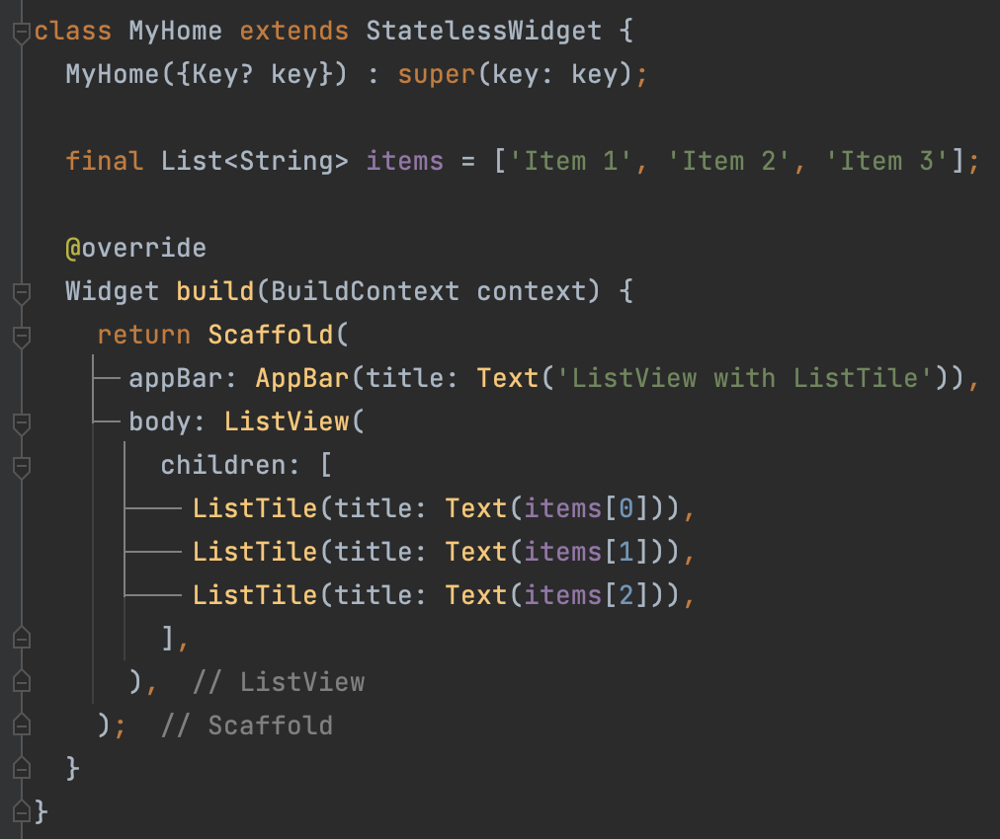 class MyHome extends StatelessWidget {
  MyHome({Key? key}) : super(key: key);

  final List<String> items = ['Item 1', 'Item 2', 'Item 3'];

  @override
  Widget build(BuildContext context) {
    return Scaffold(
      appBar: AppBar(title: Text('ListView with ListTile')),
      body: ListView(
        children: [
          ListTile(title: Text(items[0])),
          ListTile(title: Text(items[1])),
          ListTile(title: Text(items[2])),
        ],
      ),  // ListView
    );  // Scaffold
  }
}